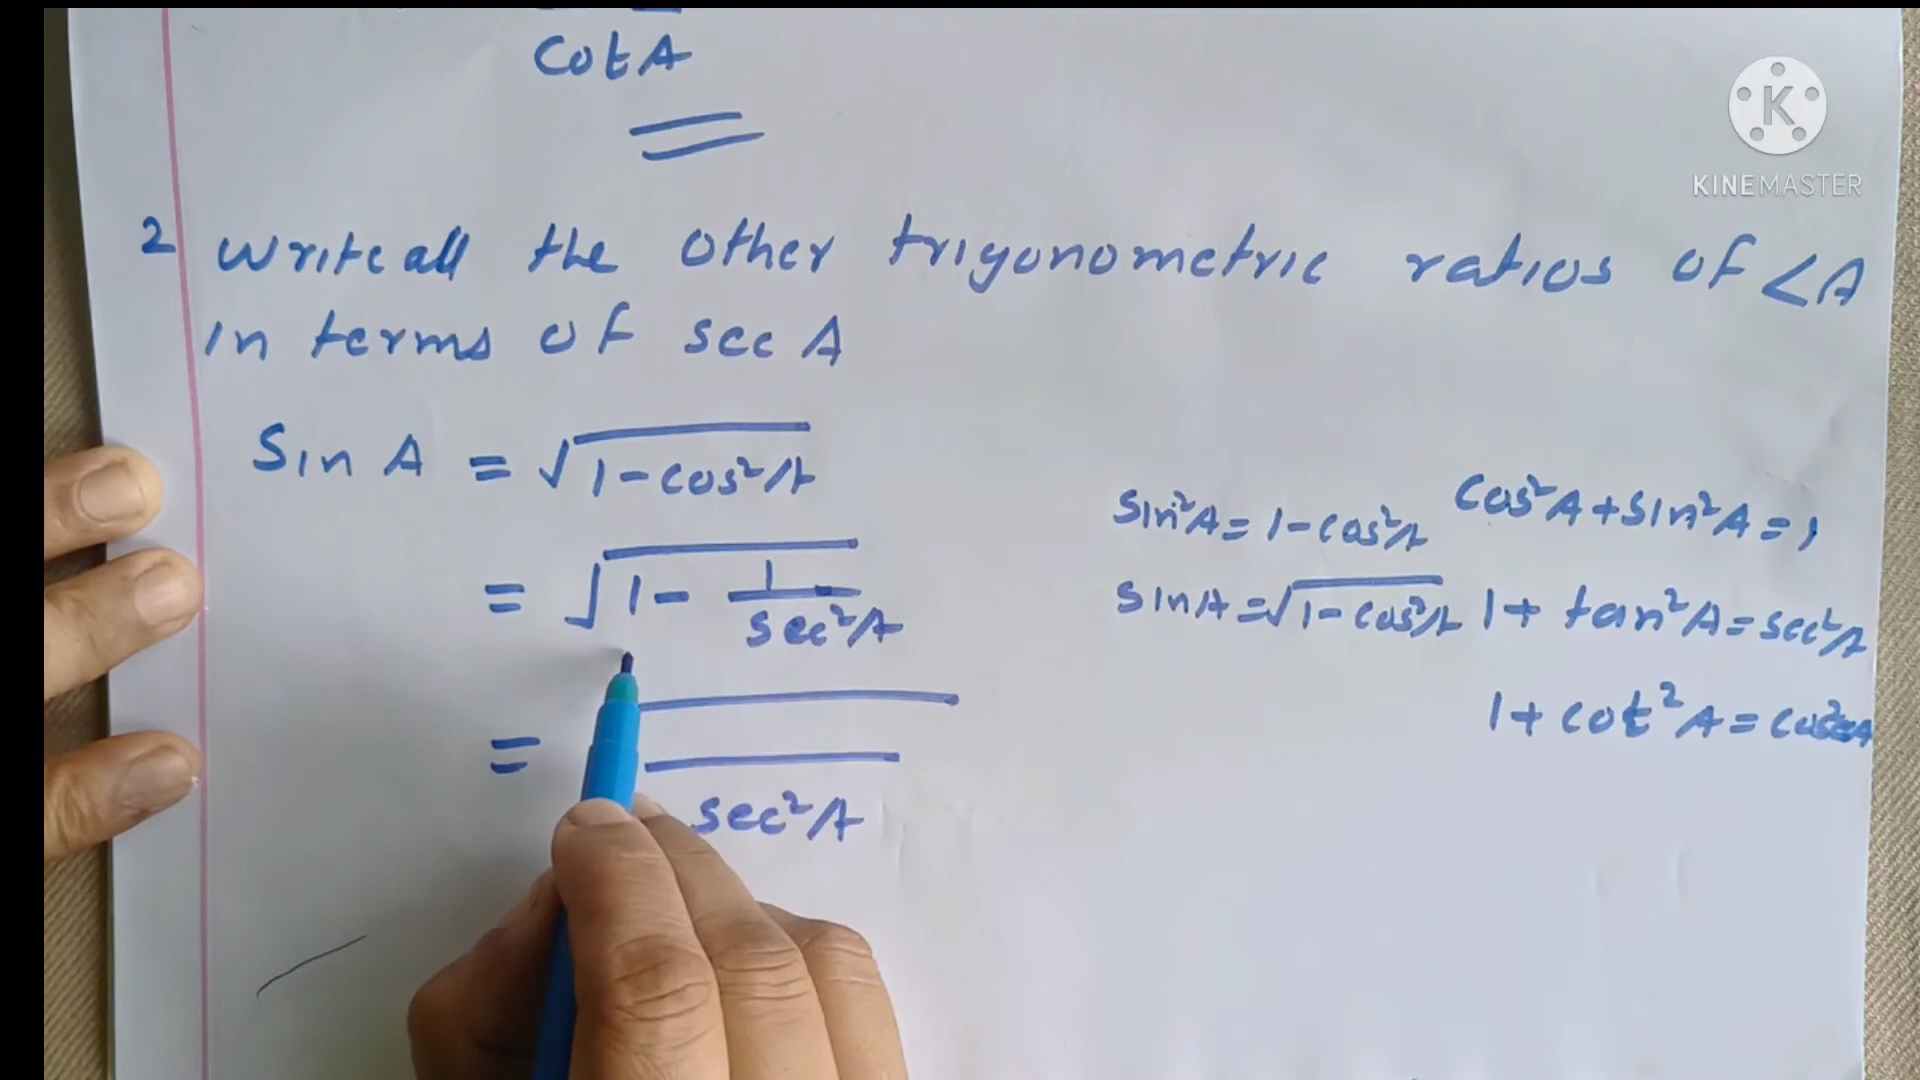 Cot A
K
KINEMASTER
2 Write all the other trigonometric ratios of ∠A
in terms of sec A
Sin A = √1-cos²A
= √1 - 1/sec²A
= sec²A
Sin²A = 1-cos²A
SinA = √1-cos²A
Cos²A + sin²A = 1
1 + tan²A = sec²A
1 + cot²A = cosec²A